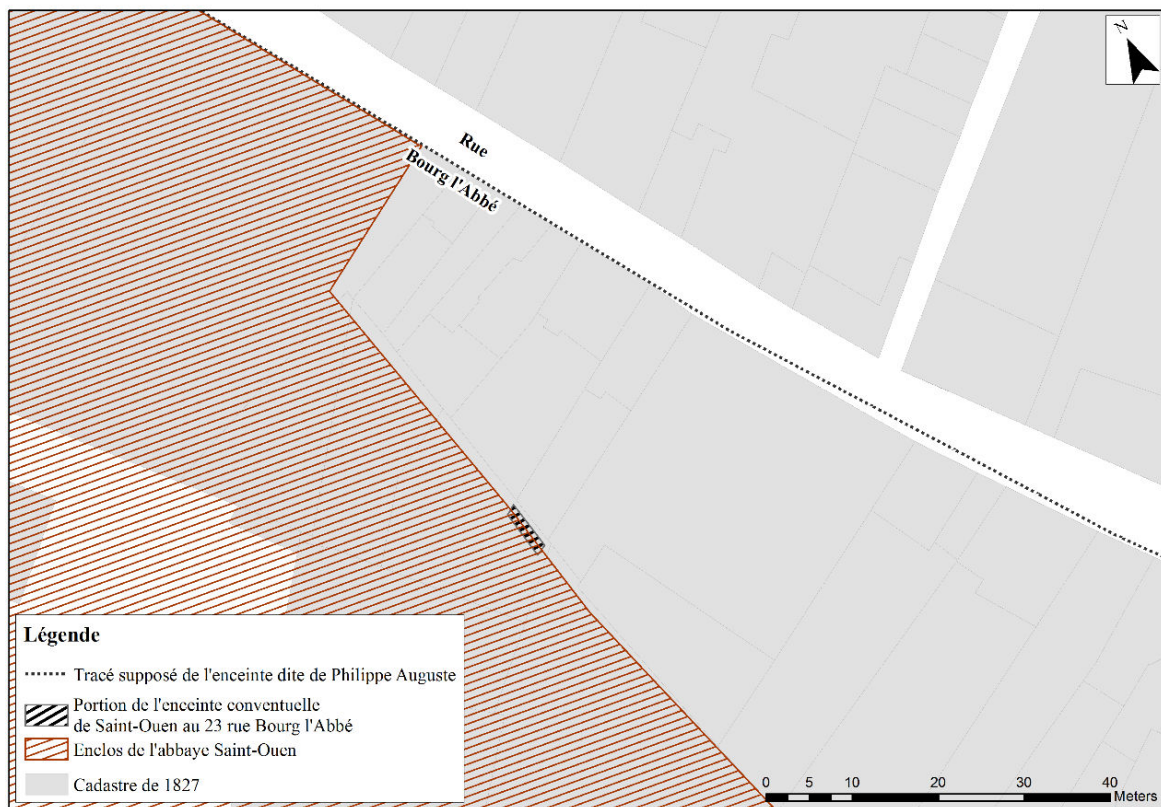 N
Rue
Bourg l'Abbé
Légende
Tracé supposé de l'enceinte dite de Philippe Auguste
Portion de l'enceinte conventuelle
de Saint-Ouen au 23 rue Bourg l'Abbé
Enclos de l'abbaye Saint-Ouen
Cadastre de 1827
0 5 10 20 30 40
Meters